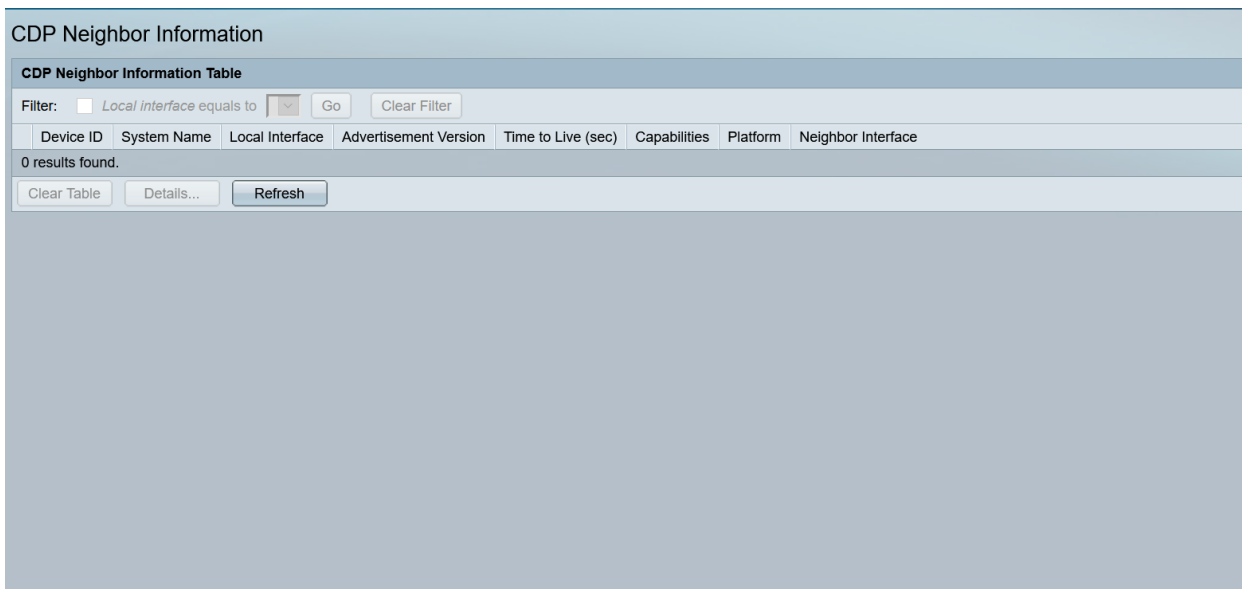 CDP Neighbor Information
CDP Neighbor Information Table
Filter: Local interface equals to Go Clear Filter
Device ID System Name Local Interface Advertisement Version Time to Live (sec) Capabilities Platform Neighbor Interface
0 results found.
Clear Table Details... Refresh